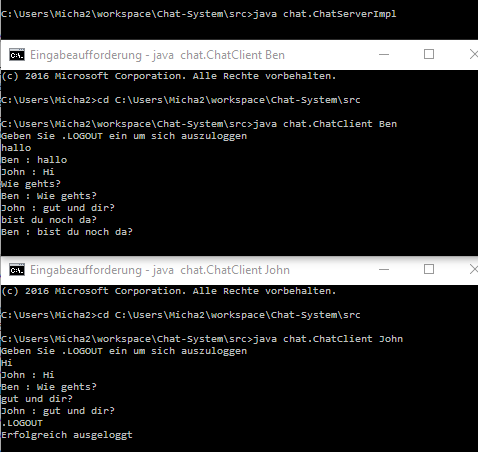 C:\Users\Micha2\workspace\Chat-System\src>java chat.ChatServerImpl
Eingabeaufforderung - java  chat.ChatClient Ben
(c) 2016 Microsoft Corporation. Alle Rechte vorbehalten.
C:\Users\Micha2>cd C:\Users\Micha2\workspace\Chat-System\src
C:\Users\Micha2\workspace\Chat-System\src>java chat.ChatClient Ben
Geben Sie .LOGOUT ein um sich auszuloggen
hallo
Ben : hallo
John : Hi
Wie gehts?
Ben : Wie gehts?
John : gut und dir?
bist du noch da?
Ben : bist du noch da?
Eingabeaufforderung - java  chat.ChatClient John
(c) 2016 Microsoft Corporation. Alle Rechte vorbehalten.
C:\Users\Micha2>cd C:\Users\Micha2\workspace\Chat-System\src
C:\Users\Micha2\workspace\Chat-System\src>java chat.ChatClient John
Geben Sie .LOGOUT ein um sich auszuloggen
Hi
John : Hi
Ben : Wie gehts?
gut und dir?
John : gut und dir?
.LOGOUT
Erfolgreich ausgeloggt